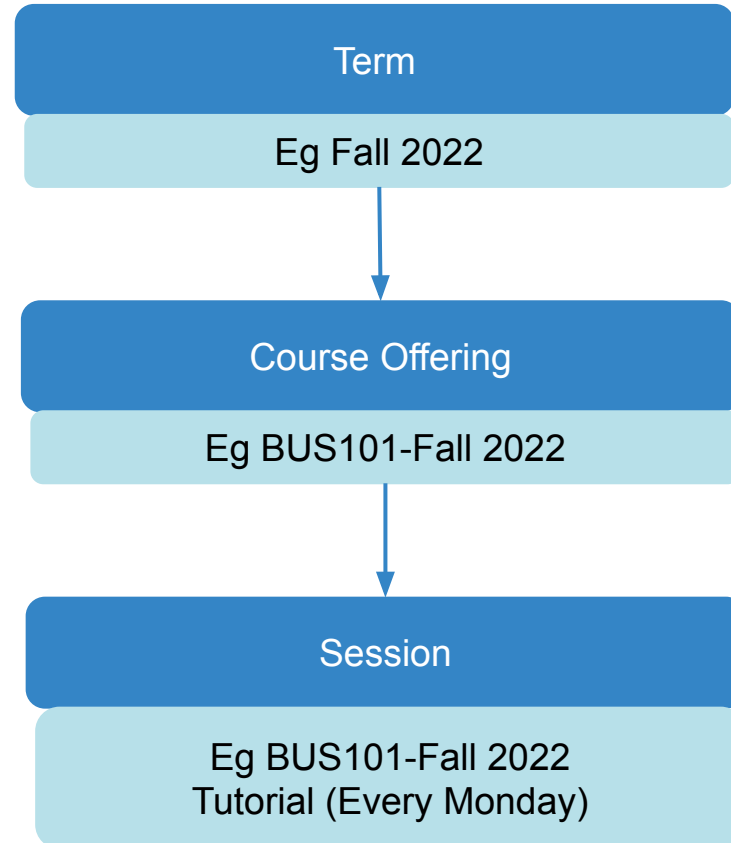 Term
Eg Fall 2022
Course Offering
Eg BUS101-Fall 2022
Session
Eg BUS101-Fall 2022
Tutorial (Every Monday)